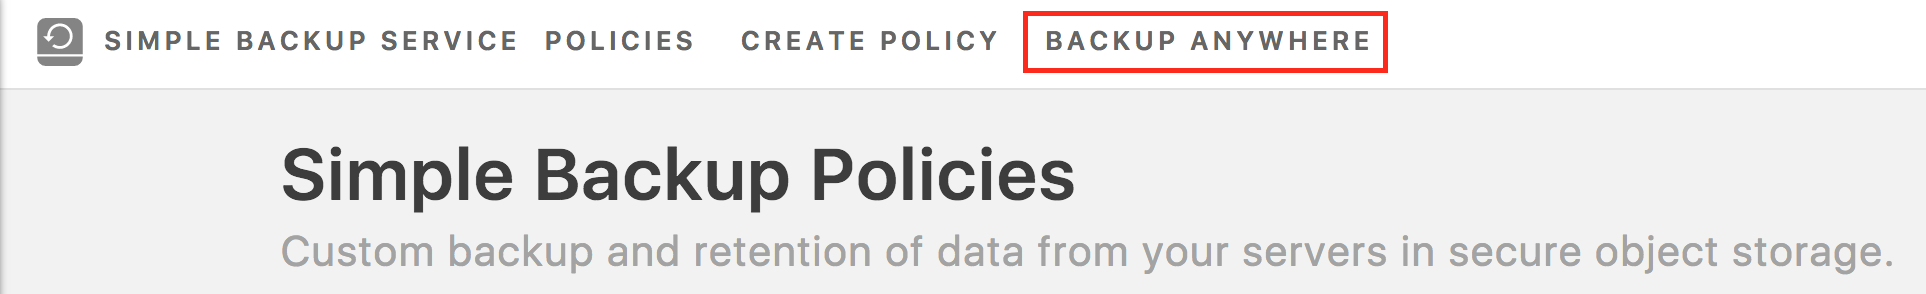 SIMPLE BACKUP SERVICE POLICIES CREATE POLICY BACKUP ANYWHERE
Simple Backup Policies
Custom backup and retention of data from your servers in secure object storage.